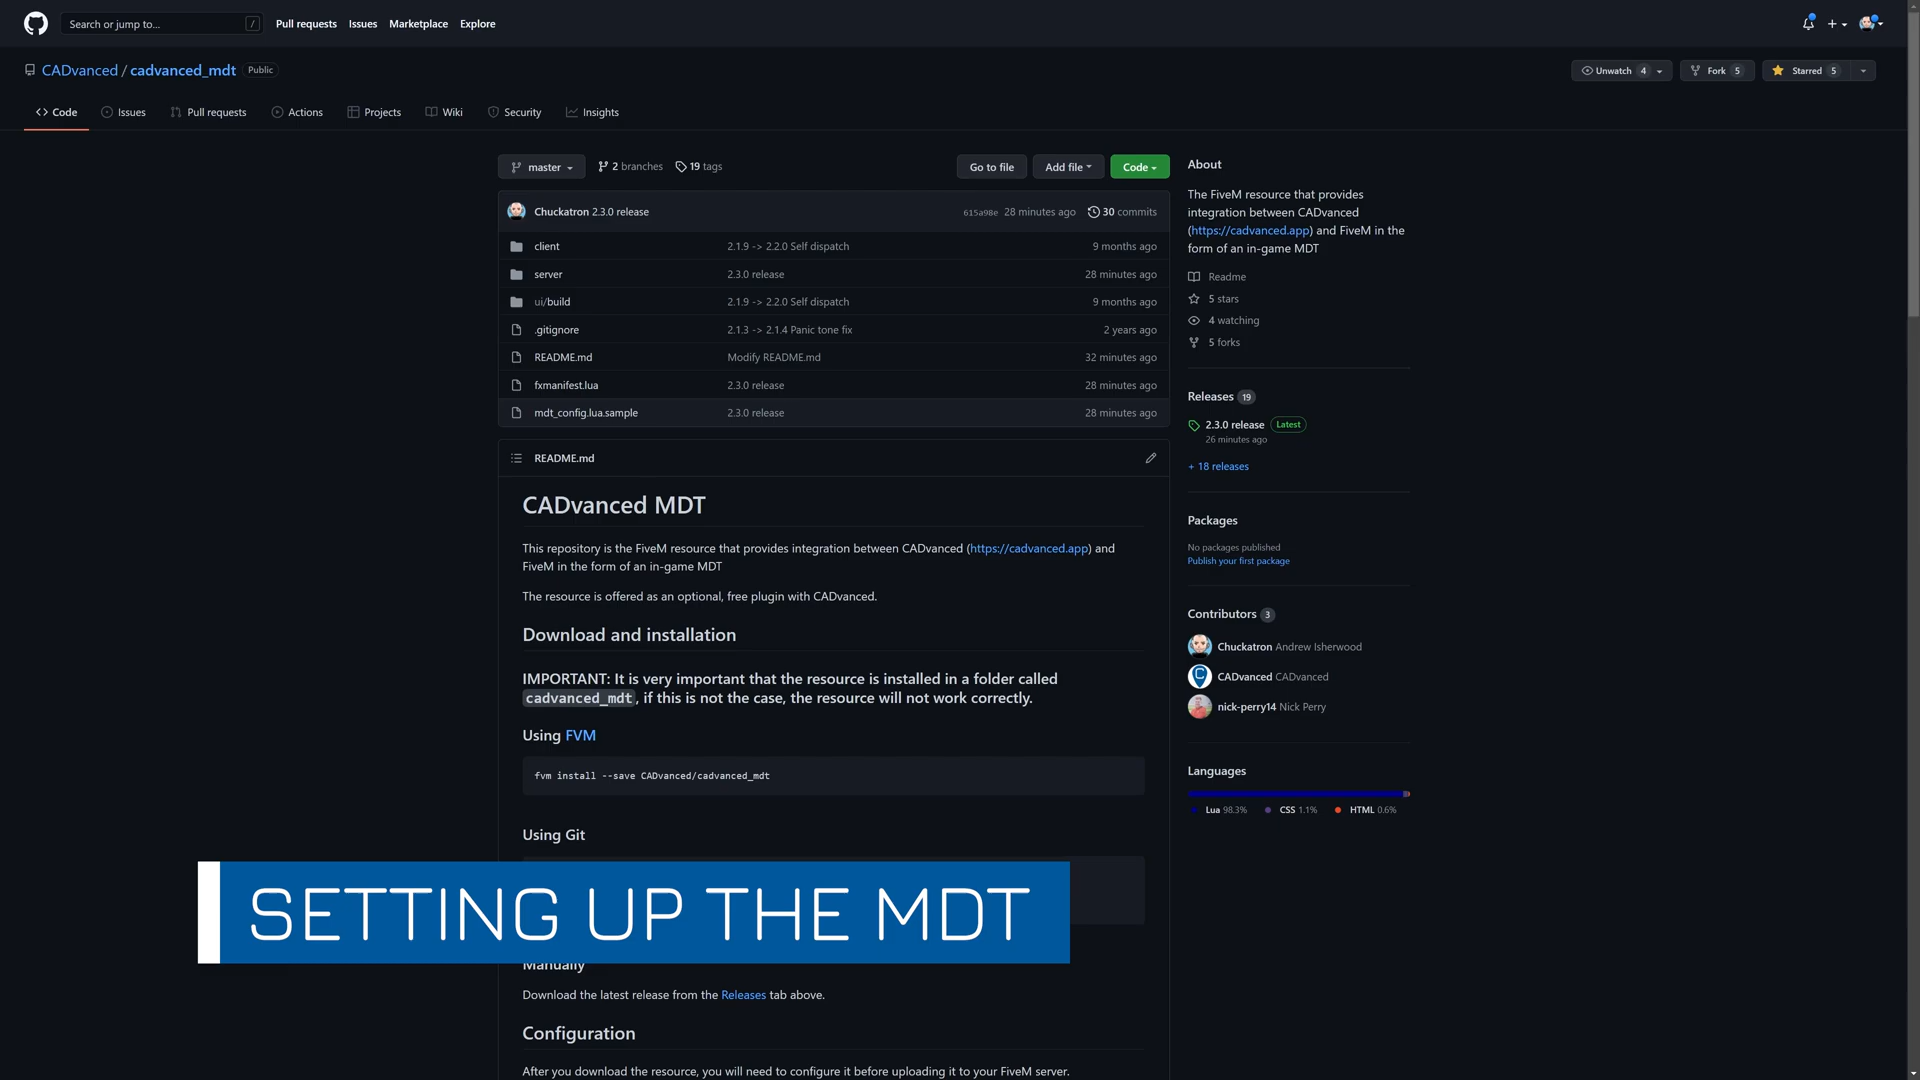 Search or jump to... /
Pull requests Issues Marketplace Explore
CADvanced / cadvanced_mdt Public
Unwatch 4 Fork 5 Starred 5
Code Issues Pull requests Actions Projects Wiki Security Insights
master 2 branches 19 tags
Go to file Add file Code
Chuckatron 2.3.0 release 615a98e 28 minutes ago 30 commits
client 2.1.9 -> 2.2.0 Self dispatch 9 months ago
server 2.3.0 release 28 minutes ago
ui/build 2.1.9 -> 2.2.0 Self dispatch 9 months ago
.gitignore 2.1.3 -> 2.1.4 Panic tone fix 2 years ago
README.md Modify README.md 32 minutes ago
fxmanifest.lua 2.3.0 release 28 minutes ago
mdt_config.lua.sample 2.3.0 release 28 minutes ago
README.md
CADvanced MDT
This repository is the FiveM resource that provides integration between CADvanced (https://cadvanced.app) and
FiveM in the form of an in-game MDT
The resource is offered as an optional, free plugin with CADvanced.
Download and installation
IMPORTANT: It is very important that the resource is installed in a folder called
cadvanced_mdt, if this is not the case, the resource will not work correctly.
Using FVM
fvm install --save CADvanced/cadvanced_mdt
Using Git
SETTING UP THE MDT
Manually
Download the latest release from the Releases tab above.
Configuration
After you download the resource, you will need to configure it before uploading it to your FiveM server.
About
The FiveM resource that provides
integration between CADvanced
(https://cadvanced.app) and FiveM in the
form of an in-game MDT
Readme
5 stars
4 watching
5 forks
Releases 19
2.3.0 release Latest
26 minutes ago
+ 18 releases
Packages
No packages published
Publish your first package
Contributors 3
Chuckatron Andrew Isherwood
CADvanced CADvanced
nick-perry14 Nick Perry
Languages
Lua 98.3% CSS 1.1% HTML 0.6%